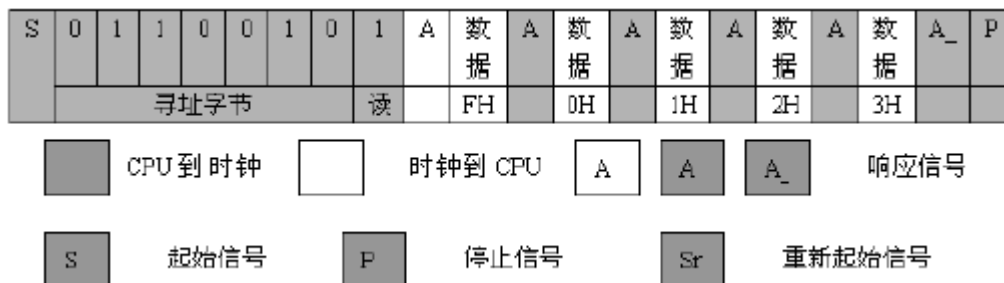 S 0 1 1 0 0 1 0 1 A 数据 A 数据 A 数据 A 数据 A 数据 A_ P
寻址字节 读 FH 0H 1H 2H 3H
CPU到时钟 时钟到CPU A A A_ 响应信号
S 起始信号 P 停止信号 Sr 重新起始信号